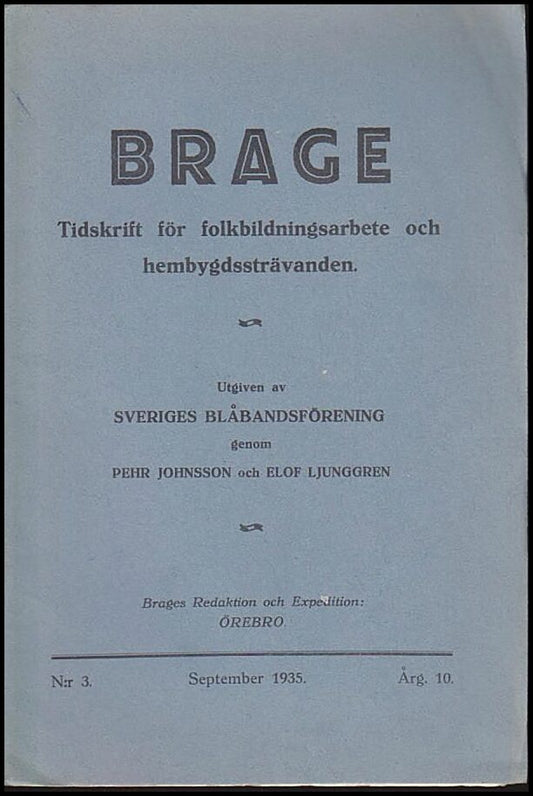 BRAGE
Tidskrift för folkbildningsarbete och
hembygdssträvanden.
Utgiven av
SVERIGES BLÅBANDSFÖRENING
genom
PEHR JOHNSSON och ELOF LJUNGGREN
Brages Redaktion och Expedition:
ÖREBRO.
N:r 3. September 1935. Årg. 10.